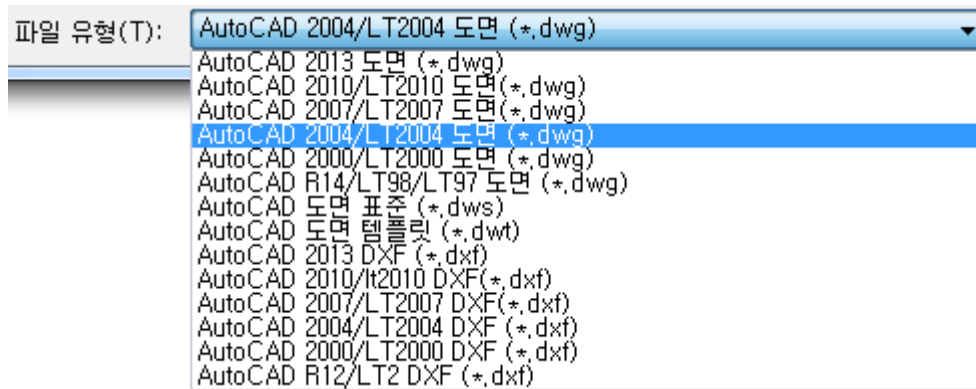 파일 유형(T): AutoCAD 2004/LT2004 도면 (*.dwg)
AutoCAD 2013 도면 (*.dwg)
AutoCAD 2010/LT2010 도면(*.dwg)
AutoCAD 2007/LT2007 도면(*.dwg)
AutoCAD 2004/LT2004 도면 (*.dwg)
AutoCAD 2000/LT2000 도면 (*.dwg)
AutoCAD R14/LT98/LT97 도면 (*.dwg)
AutoCAD 도면 표준 (*.dws)
AutoCAD 도면 템플릿 (*.dwt)
AutoCAD 2013 DXF (*.dxf)
AutoCAD 2010/lt2010 DXF(*.dxf)
AutoCAD 2007/LT2007 DXF(*.dxf)
AutoCAD 2004/LT2004 DXF (*.dxf)
AutoCAD 2000/LT2000 DXF (*.dxf)
AutoCAD R12/LT2 DXF (*.dxf)